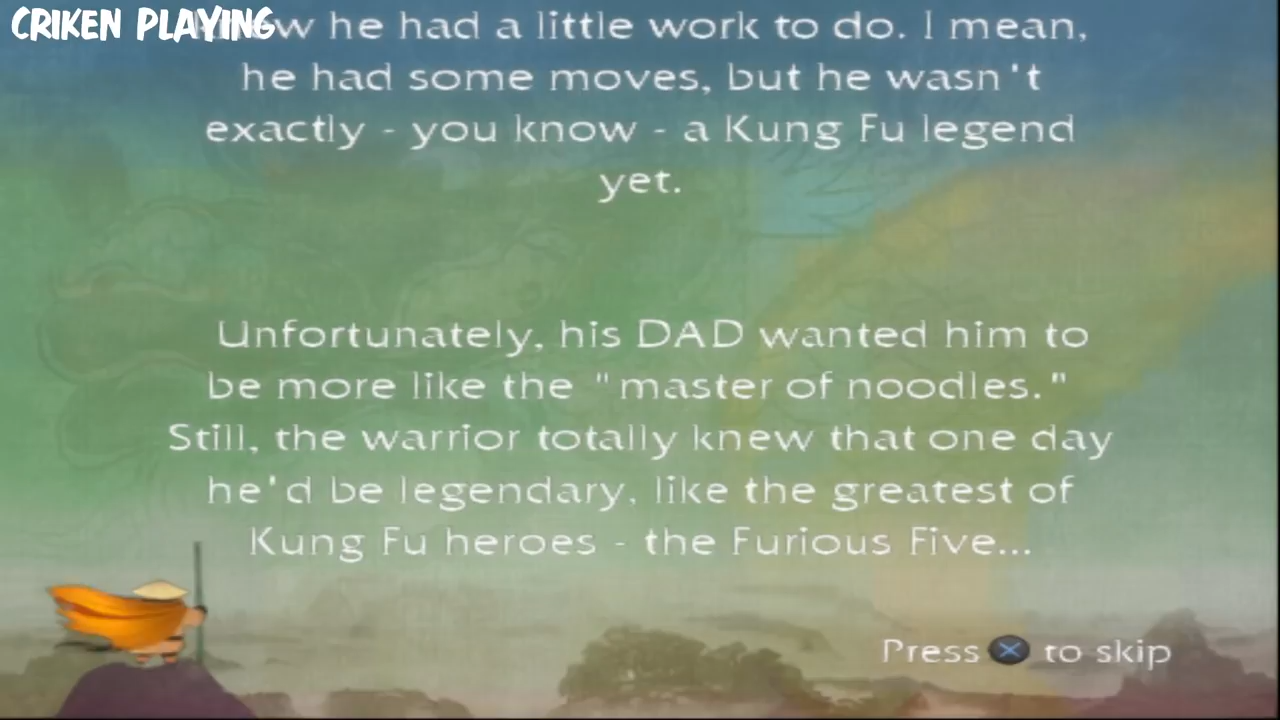 CRIKEN PLAYING
he had a little work to do. I mean,
he had some moves, but he wasn't
exactly - you know - a Kung Fu legend
yet.
Unfortunately, his DAD wanted him to
be more like the "master of noodles."
Still, the warrior totally knew that one day
he'd be legendary, like the greatest of
Kung Fu heroes - the Furious Five...
Press to skip